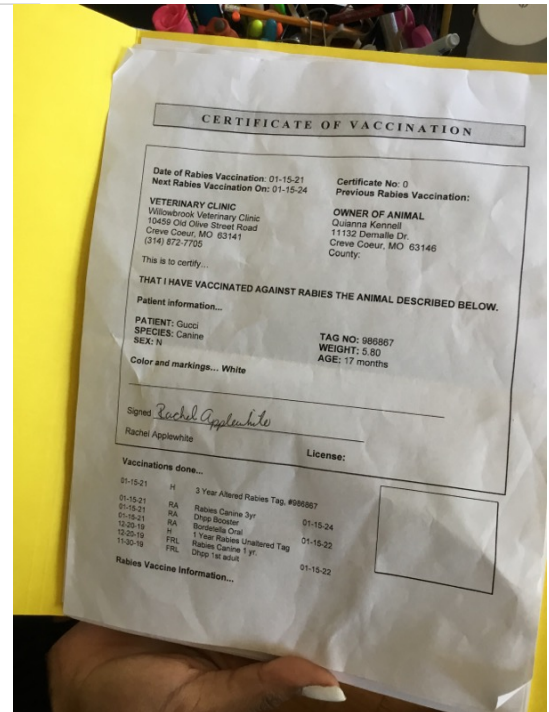 CERTIFICATE OF VACCINATION
Date of Rabies Vaccination: 01-15-21
Next Rabies Vaccination On: 01-15-24
Certificate No: 0
Previous Rabies Vaccination:
VETERINARY CLINIC
Willowbrook Veterinary Clinic
10459 Old Olive Street Road
Creve Coeur, MO 63141
(314) 872-7705
OWNER OF ANIMAL
Quianna Kennell
11132 Demalle Dr.
Creve Coeur, MO 63146
County:
This is to certify...
THAT I HAVE VACCINATED AGAINST RABIES THE ANIMAL DESCRIBED BELOW.
Patient information...
PATIENT: Gucci
SPECIES: Canine
SEX: N
TAG NO: 986867
WEIGHT: 5.80
AGE: 17 months
Color and markings... White
Signed Rachel Applewhite
Rachel Applewhite
License:
Vaccinations done...
01-15-21 H 3 Year Altered Rabies Tag, #986867
01-15-21 RA Rabies Canine 3yr 01-15-24
01-15-21 RA Dhpp Booster 01-15-22
01-15-21 RA Bordetella Oral 01-15-22
12-20-19 H 1 Year Rabies Unaltered Tag
12-20-19 FRL Rabies Canine 1 yr.
11-30-19 FRL Dhpp 1st adult
Rabies Vaccine Information...